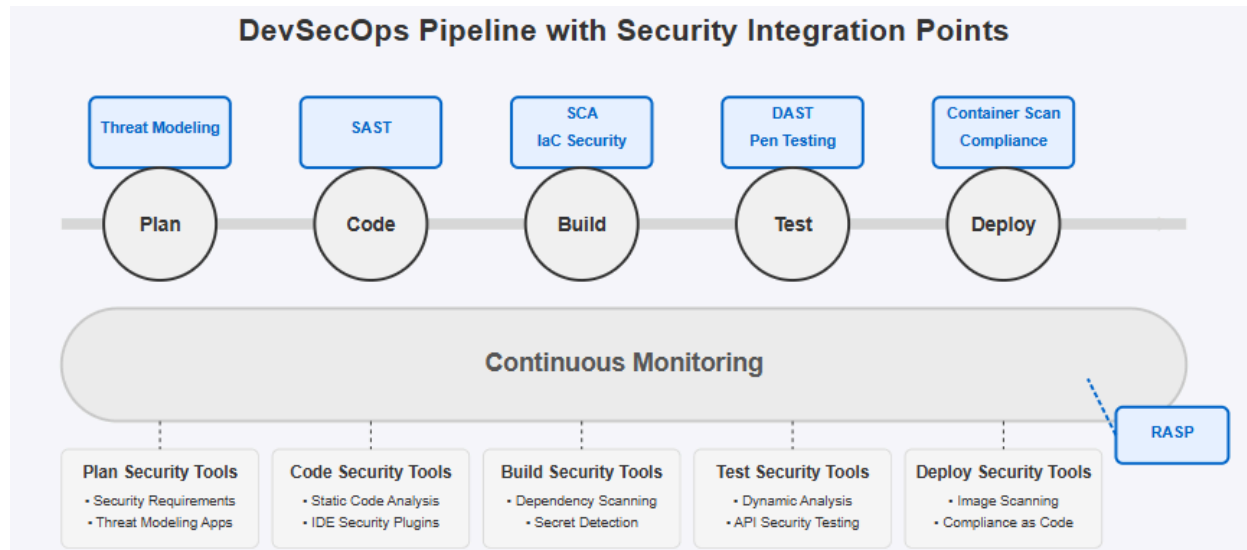 DevSecOps Pipeline with Security Integration Points
Threat Modeling
SAST
SCA
IaC Security
DAST
Pen Testing
Container Scan
Compliance
Plan
Code
Build
Test
Deploy
Continuous Monitoring
RASP
Plan Security Tools
• Security Requirements
• Threat Modeling Apps
Code Security Tools
• Static Code Analysis
• IDE Security Plugins
Build Security Tools
• Dependency Scanning
• Secret Detection
Test Security Tools
• Dynamic Analysis
• API Security Testing
Deploy Security Tools
• Image Scanning
• Compliance as Code